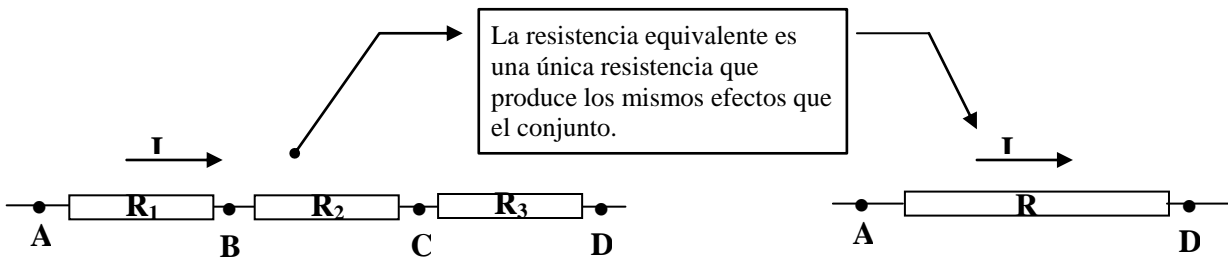 La resistencia equivalente es
una única resistencia que
produce los mismos efectos que
el conjunto.
I
I
R₁
R₂
R₃
R
A
B
C
D
A
D